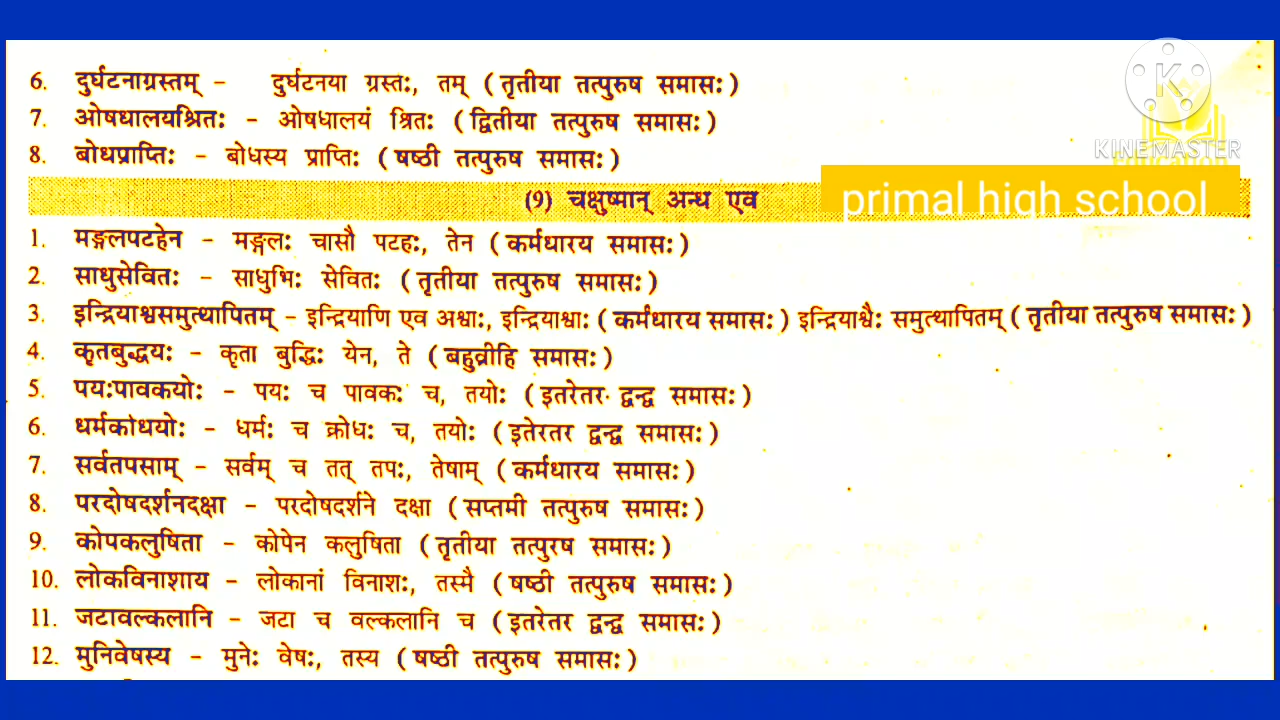 KINEMASTER
primal high school
6. दुर्घटनाग्रस्तम् – दुर्घटनया ग्रस्तः, तम् (तृतीया तत्पुरुष समासः)
7. ओषधालयश्रितः – ओषधालयं श्रितः (द्वितीया तत्पुरुष समासः)
8. बोधप्राप्तिः – बोधस्य प्राप्तिः (षष्ठी तत्पुरुष समासः)
(9) चक्षुष्मान् अन्ध एव
1. मङ्गलपटहेन – मङ्गलः चासौ पटहः, तेन (कर्मधारय समासः)
2. साधुसेवितः – साधुभिः सेवितः (तृतीया तत्पुरुष समासः)
3. इन्द्रियाश्वसमुत्थापितम् – इन्द्रियाणि एव अश्वाः, इन्द्रियाश्वाः (कर्मधारय समासः) इन्द्रियाश्वैः समुत्थापितम् (तृतीया तत्पुरुष समासः)
4. कृतबुद्धयः – कृता बुद्धिः येन, ते (बहुव्रीहि समासः)
5. पयःपावकयोः – पयः च पावकः च, तयोः (इतरेतर द्वन्द्व समासः)
6. धर्मकोधयोः – धर्मः च क्रोधः च, तयोः (इतेरतर द्वन्द्व समासः)
7. सर्वतपसाम् – सर्वम् च तत् तपः, तेषाम् (कर्मधारय समासः)
8. परदोषदर्शनदक्षा – परदोषदर्शने दक्षा (सप्तमी तत्पुरुष समासः)
9. कोपकलुषिता – कोपेन कलुषिता (तृतीया तत्पुरष समासः)
10. लोकविनाशाय – लोकानां विनाशः, तस्मै (षष्ठी तत्पुरुष समासः)
11. जटावल्कलानि – जटा च वल्कलानि च (इतरेतर द्वन्द्व समासः)
12. मुनिवेषस्य – मुनेः वेषः, तस्य (षष्ठी तत्पुरुष समासः)